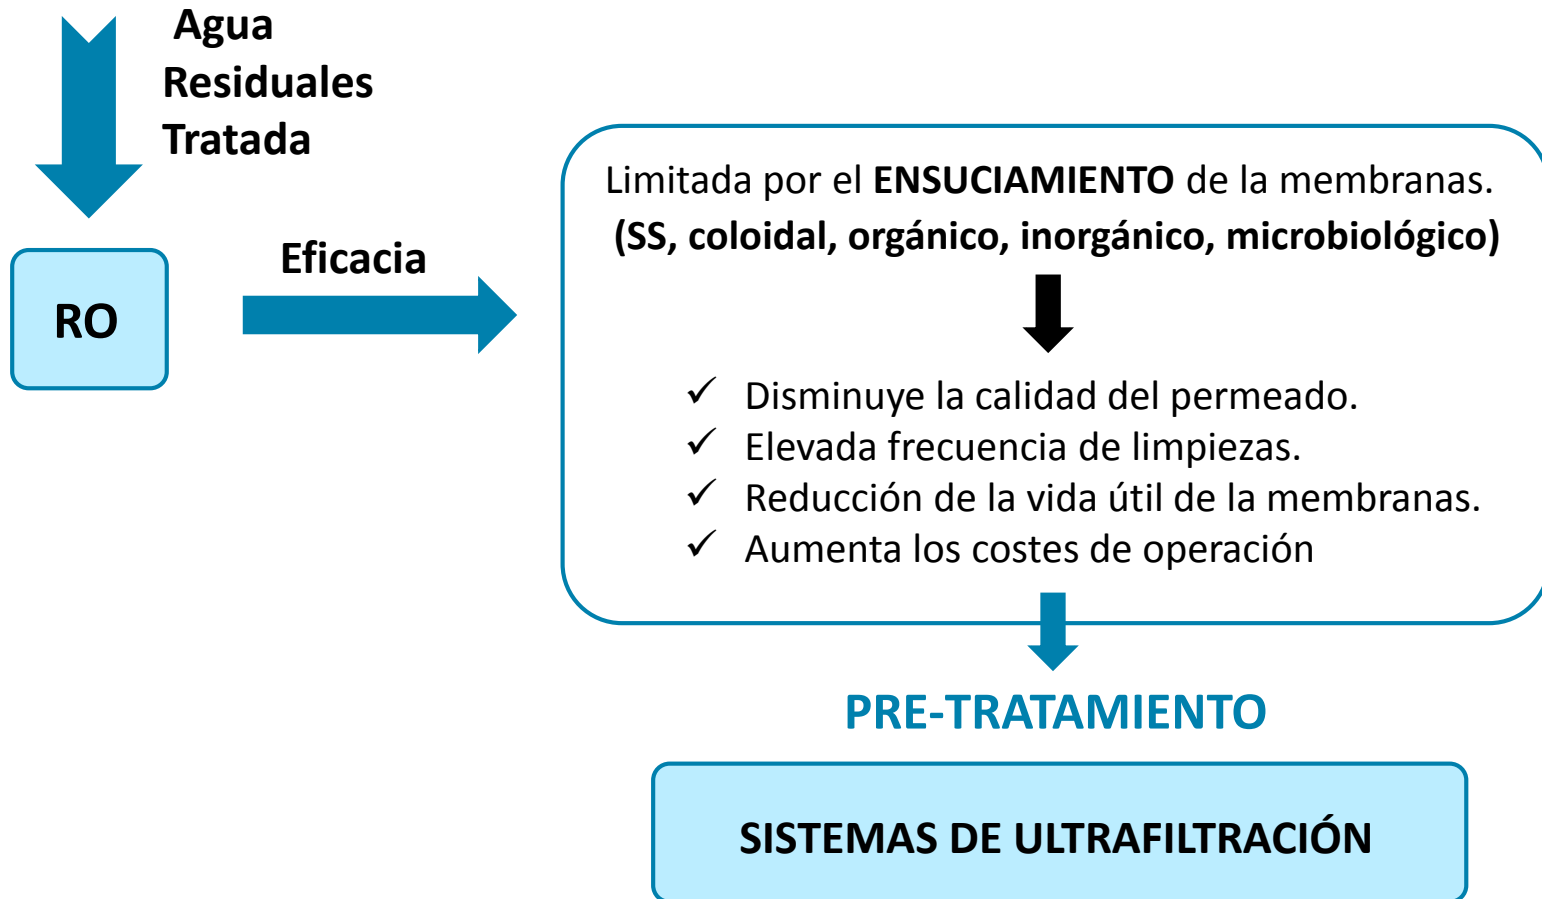 Agua
Residuales
Tratada
RO
Eficacia
Limitada por el ENSUCIAMIENTO de la membranas.
(SS, coloidal, orgánico, inorgánico, microbiológico)
✓ Disminuye la calidad del permeado.
✓ Elevada frecuencia de limpiezas.
✓ Reducción de la vida útil de la membranas.
✓ Aumenta los costes de operación
PRE-TRATAMIENTO
SISTEMAS DE ULTRAFILTRACIÓN